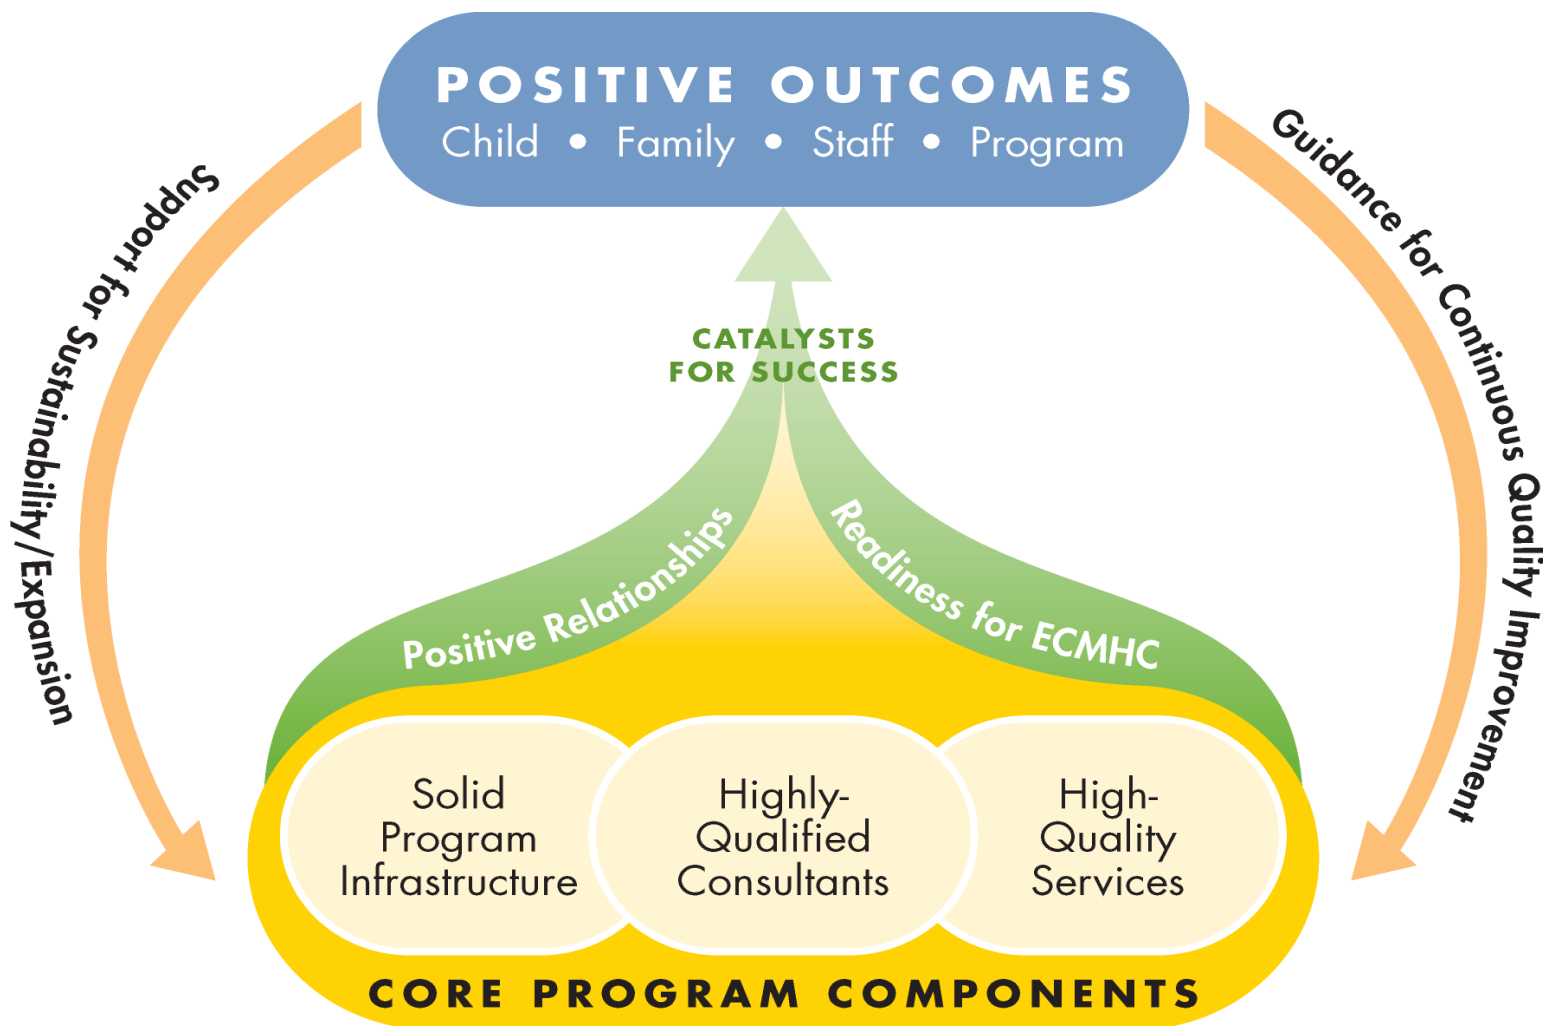 POSITIVE OUTCOMES
Child • Family • Staff • Program
Support for Sustainability/Expansion
Guidance for Continuous Quality Improvement
CATALYSTS
FOR SUCCESS
Positive Relationships
Readiness for ECMHC
Solid
Program
Infrastructure
Highly-
Qualified
Consultants
High-
Quality
Services
CORE PROGRAM COMPONENTS